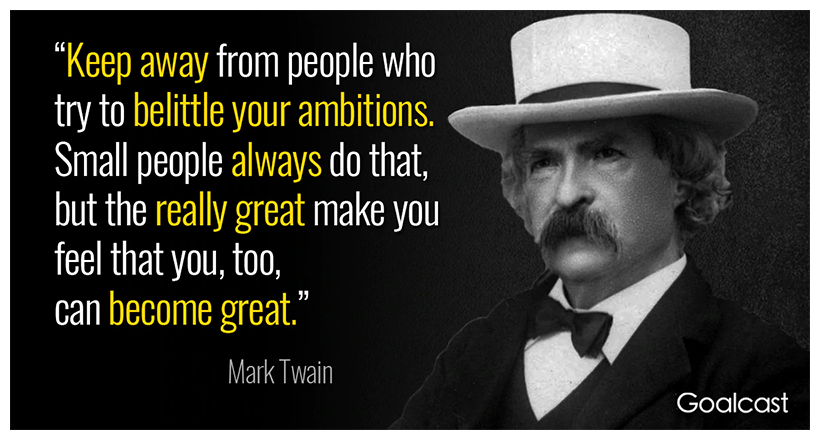 “Keep away from people who
try to belittle your ambitions.
Small people always do that,
but the really great make you
feel that you, too,
can become great.”
Mark Twain
Goalcast